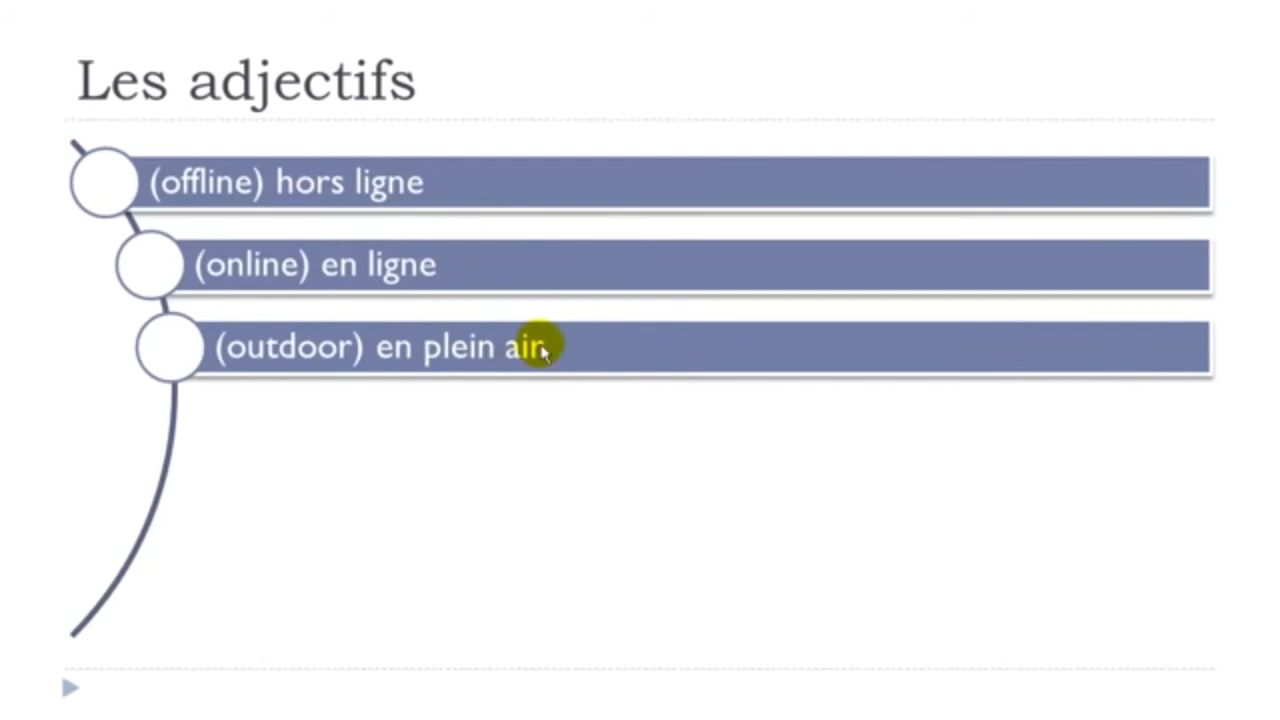 Les adjectifs
(offline) hors ligne
(online) en ligne
(outdoor) en plein air